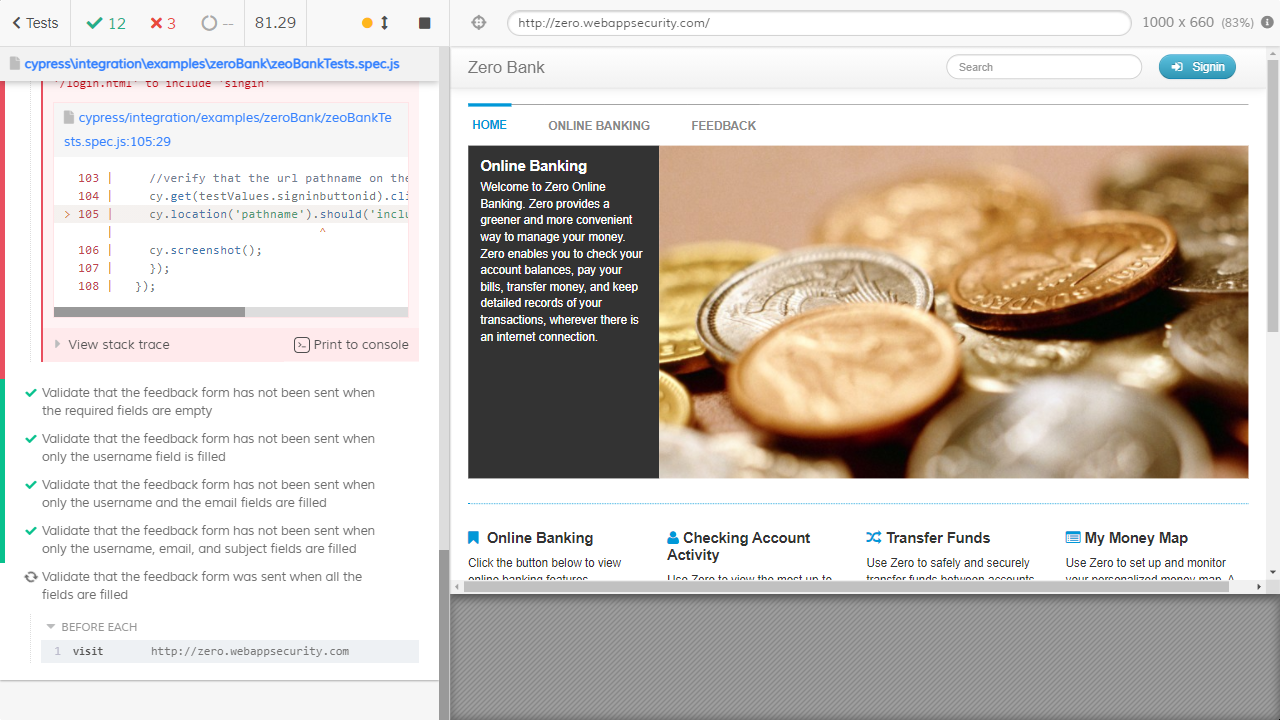 Tests
12
3
--
81.29
http://zero.webappsecurity.com/
1000 x 660 (83%)
cypress\integration\examples\zeroBank\zeoBankTests.spec.js
'/login.html' to include 'singin'
cypress/integration/examples/zeroBank/zeoBankTe
sts.spec.js:105:29
103 | //verify that the url pathname on the
104 | cy.get(testValues.signinbuttonid).cli
> 105 | cy.location('pathname').should('inclu
| ^
106 | cy.screenshot();
107 | });
108 | });
View stack trace
Print to console
Validate that the feedback form has not been sent when
the required fields are empty
Validate that the feedback form has not been sent when
only the username field is filled
Validate that the feedback form has not been sent when
only the username and the email fields are filled
Validate that the feedback form has not been sent when
only the username, email, and subject fields are filled
Validate that the feedback form was sent when all the
fields are filled
BEFORE EACH
1 visit http://zero.webappsecurity.com
Zero Bank
Search
Signin
HOME
ONLINE BANKING
FEEDBACK
Online Banking
Welcome to Zero Online
Banking. Zero provides a
greener and more convenient
way to manage your money.
Zero enables you to check your
account balances, pay your
bills, transfer money, and keep
detailed records of your
transactions, wherever there is
an internet connection.
Online Banking
Click the button below to view
online banking features.
Checking Account
Activity
Use Zero to view the most up to
Transfer Funds
Use Zero to safely and securely
transfer funds between accounts.
My Money Map
Use Zero to set up and monitor
your personalized money map. A